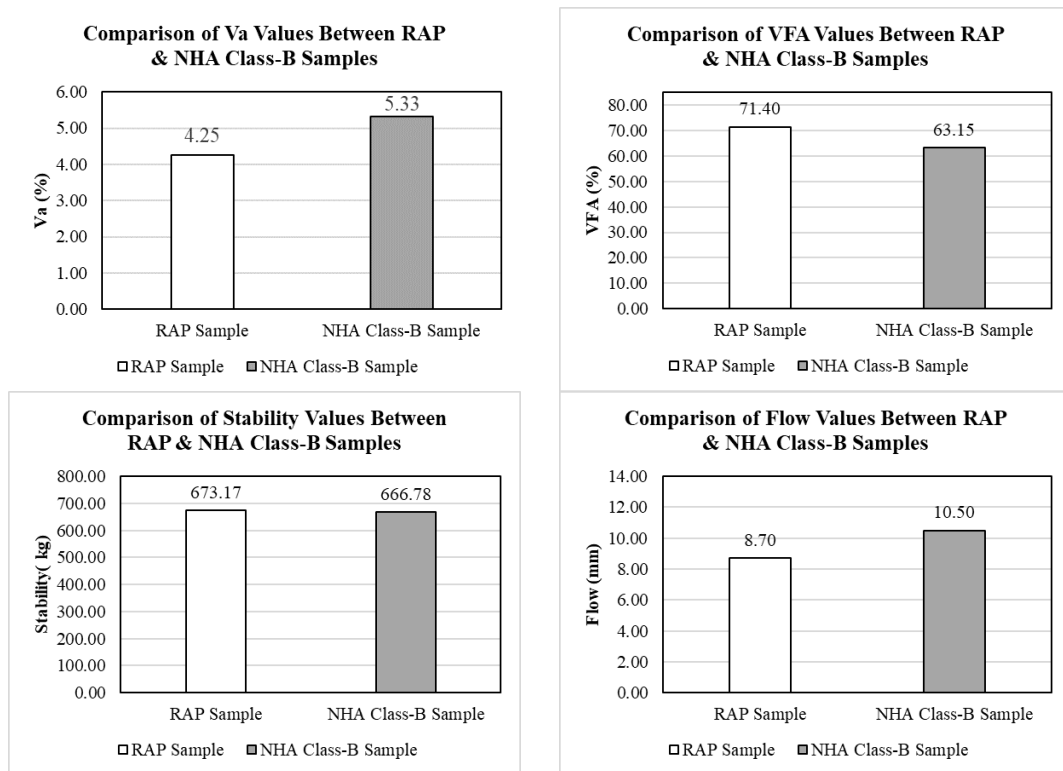 Comparison of Va Values Between RAP
& NHA Class-B Samples
Va (%)
6.00
5.00
4.00
3.00
2.00
1.00
0.00
4.25
5.33
RAP Sample
NHA Class-B Sample
RAP Sample
NHA Class-B Sample
Comparison of VFA Values Between RAP
& NHA Class-B Samples
VFA (%)
80.00
70.00
60.00
50.00
40.00
30.00
20.00
10.00
0.00
71.40
63.15
RAP Sample
NHA Class-B Sample
RAP Sample
NHA Class-B Sample
Comparison of Stability Values Between
RAP & NHA Class-B Samples
Stability( kg)
800.00
700.00
600.00
500.00
400.00
300.00
200.00
100.00
0.00
673.17
666.78
RAP Sample
NHA Class-B Sample
RAP Sample
NHA Class-B Sample
Comparison of Flow Values Between RAP
& NHA Class-B Samples
Flow (mm)
14.00
12.00
10.00
8.00
6.00
4.00
2.00
0.00
8.70
10.50
RAP Sample
NHA Class-B Sample
RAP Sample
NHA Class-B Sample